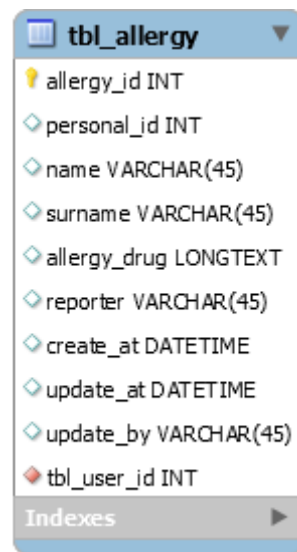 tbl_allergy
allergy_id INT
personal_id INT
name VARCHAR(45)
surname VARCHAR(45)
allergy_drug LONGTEXT
reporter VARCHAR(45)
create_at DATETIME
update_at DATETIME
update_by VARCHAR(45)
tbl_user_id INT
Indexes